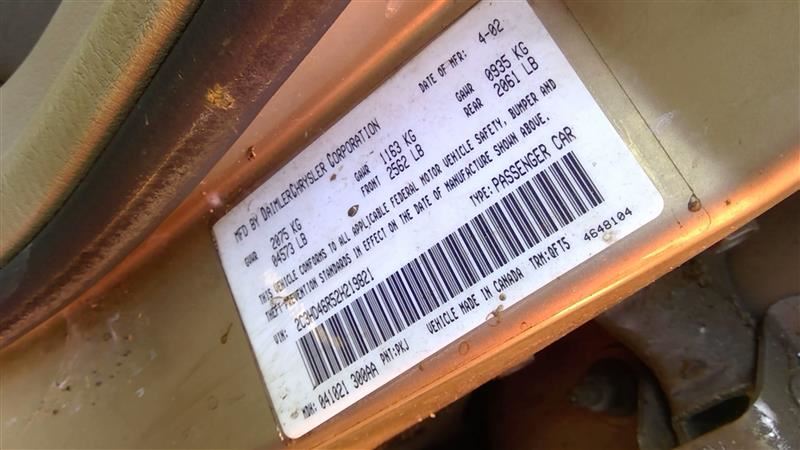 MFD BY DAIMLERCHRYSLER CORPORATION DATE OF MFR: 4-02
GVWR 2075 KG 04573 LB GAWR FRONT 1163 KG 2562 LB GAWR REAR 0935 KG 2061 LB
THIS VEHICLE CONFORMS TO ALL APPLICABLE FEDERAL MOTOR VEHICLE SAFETY, BUMPER AND
THEFT PREVENTION STANDARDS IN EFFECT ON THE DATE OF MANUFACTURE SHOWN ABOVE.
VIN: TYPE: PASSENGER CAR
MDH: 041021 300AA PNT:PKJ VEHICLE MADE IN CANADA TRM:QFT5 4648104